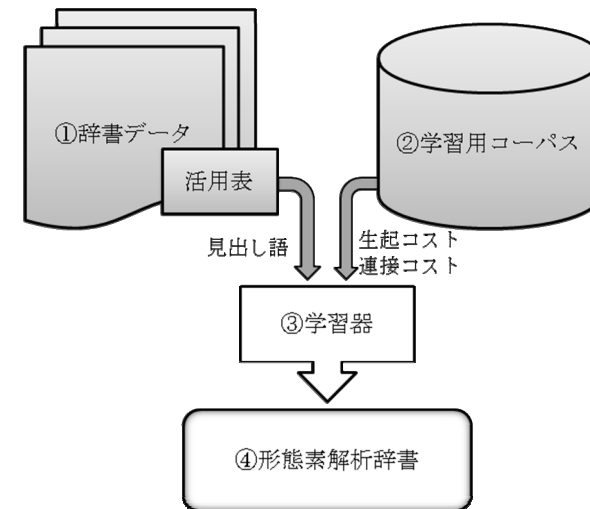 ①辞書データ
②学習用コーパス
活用表
見出し語
生起コスト
連接コスト
③学習器
④形態素解析辞書